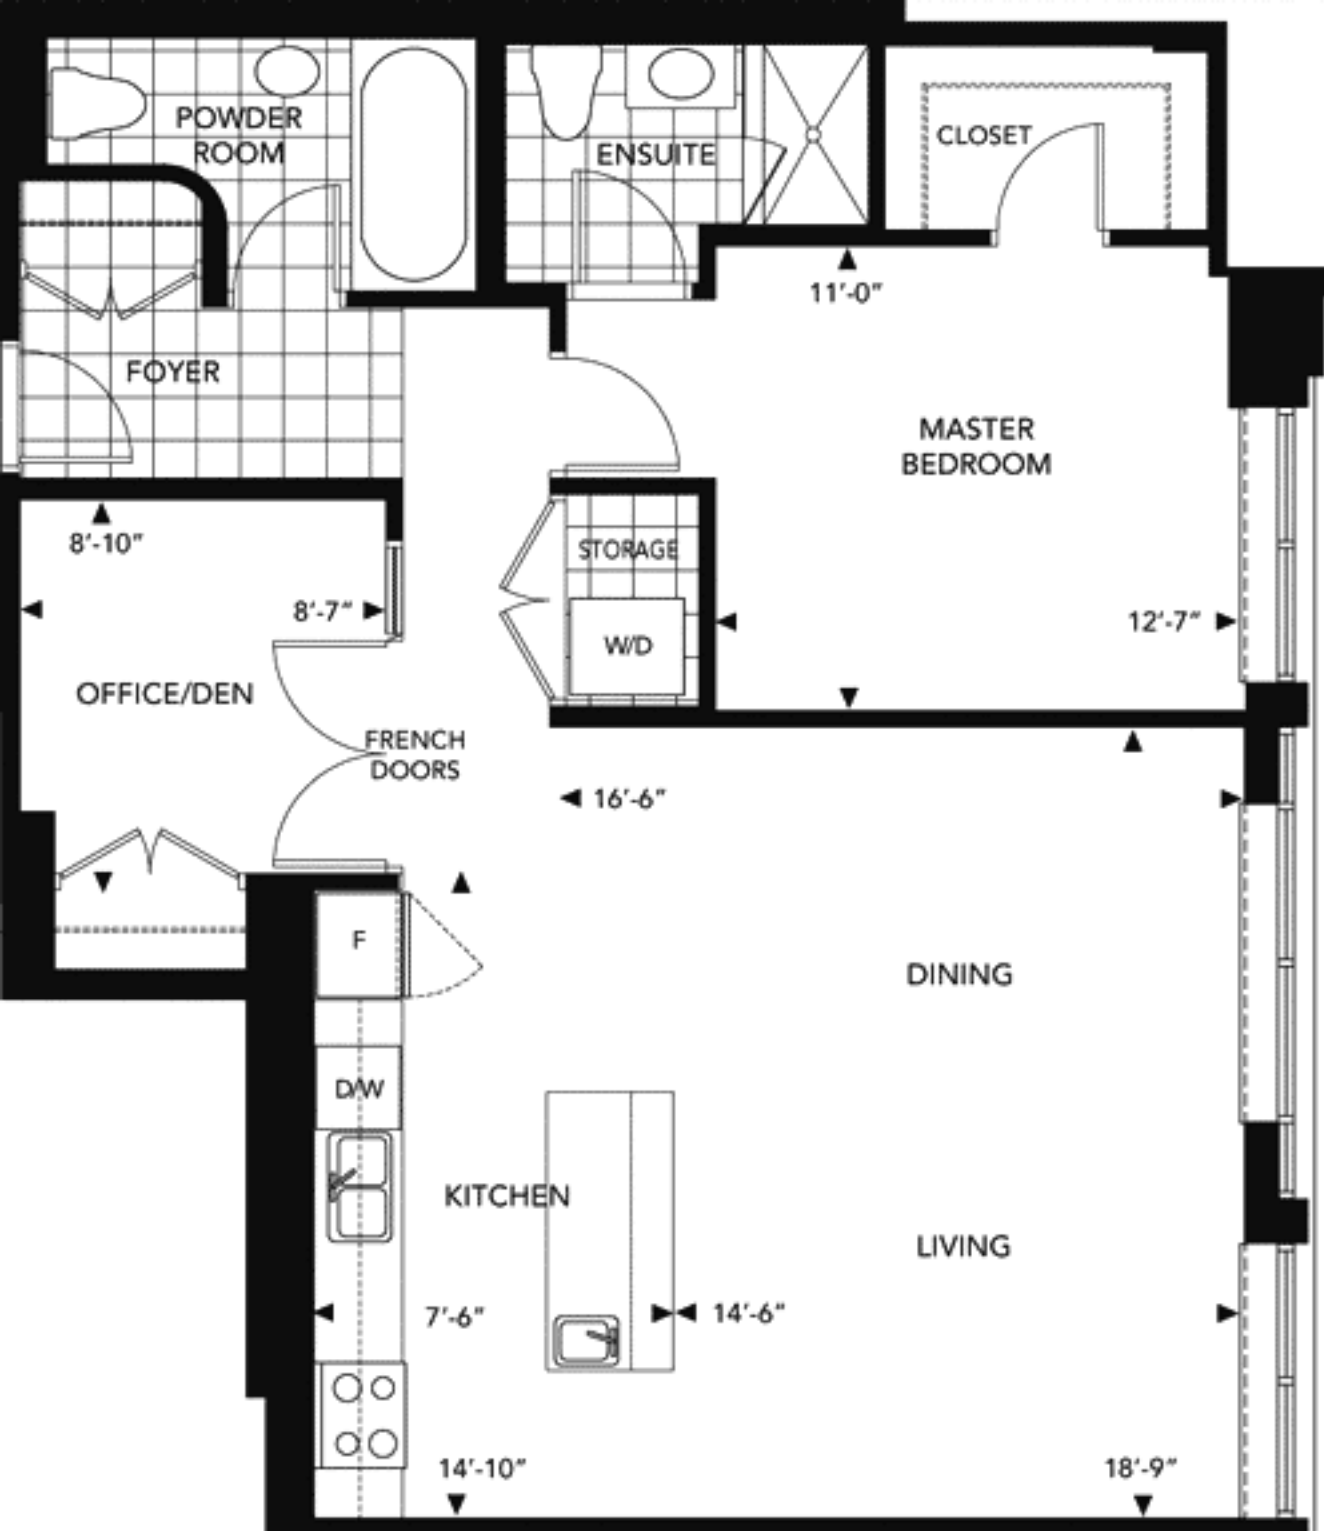 POWDER
ROOM
ENSUITE
CLOSET
11'-0"
FOYER
MASTER
BEDROOM
8'-10"
STORAGE
8'-7"
12'-7"
W/D
OFFICE/DEN
FRENCH
DOORS
16'-6"
F
DINING
D/W
KITCHEN
LIVING
7'-6"
14'-6"
14'-10"
18'-9"